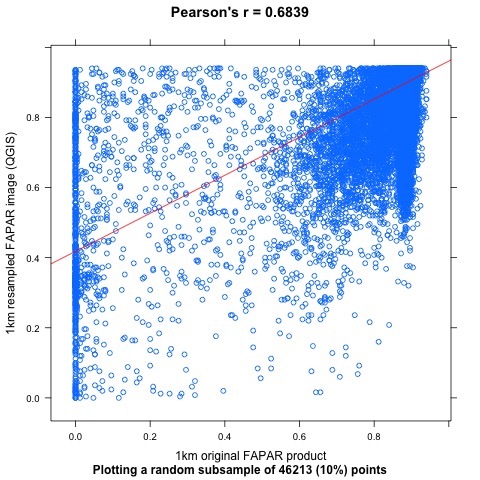 Pearson's r = 0.6839
1km resampled FAPAR image (QGIS)
0.8
0.6
0.4
0.2
0.0
0.0 0.2 0.4 0.6 0.8
1km original FAPAR product
Plotting a random subsample of 46213 (10%) points